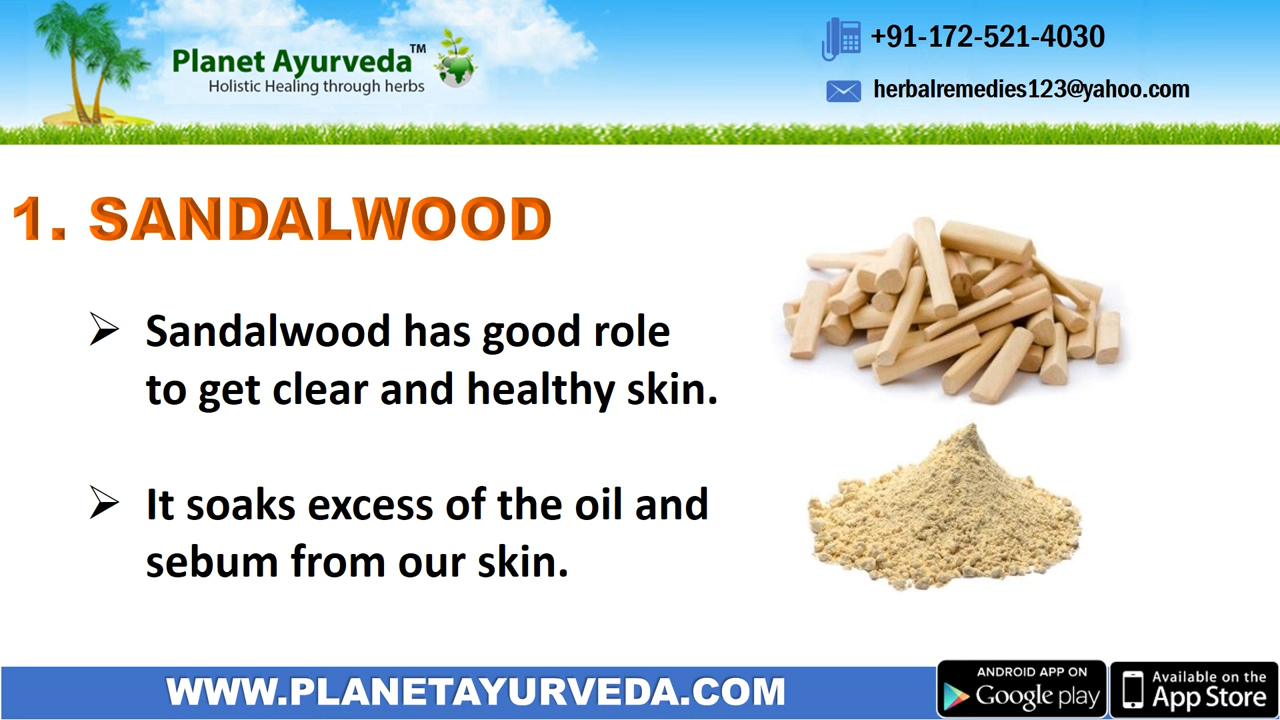 Planet Ayurveda™
Holistic Healing through herbs
+91-172-521-4030
herbalremedies123@yahoo.com
1. SANDALWOOD
➢ Sandalwood has good role
to get clear and healthy skin.
➢ It soaks excess of the oil and
sebum from our skin.
WWW.PLANETAYURVEDA.COM
ANDROID APP ON
Google play
Available on the
App Store